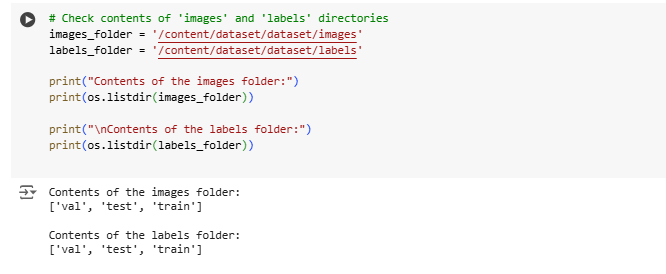 # Check contents of 'images' and 'labels' directories
images_folder = '/content/dataset/dataset/images'
labels_folder = '/content/dataset/dataset/labels'
print("Contents of the images folder:")
print(os.listdir(images_folder))
print("\nContents of the labels folder:")
print(os.listdir(labels_folder))
Contents of the images folder:
['val', 'test', 'train']
Contents of the labels folder:
['val', 'test', 'train']